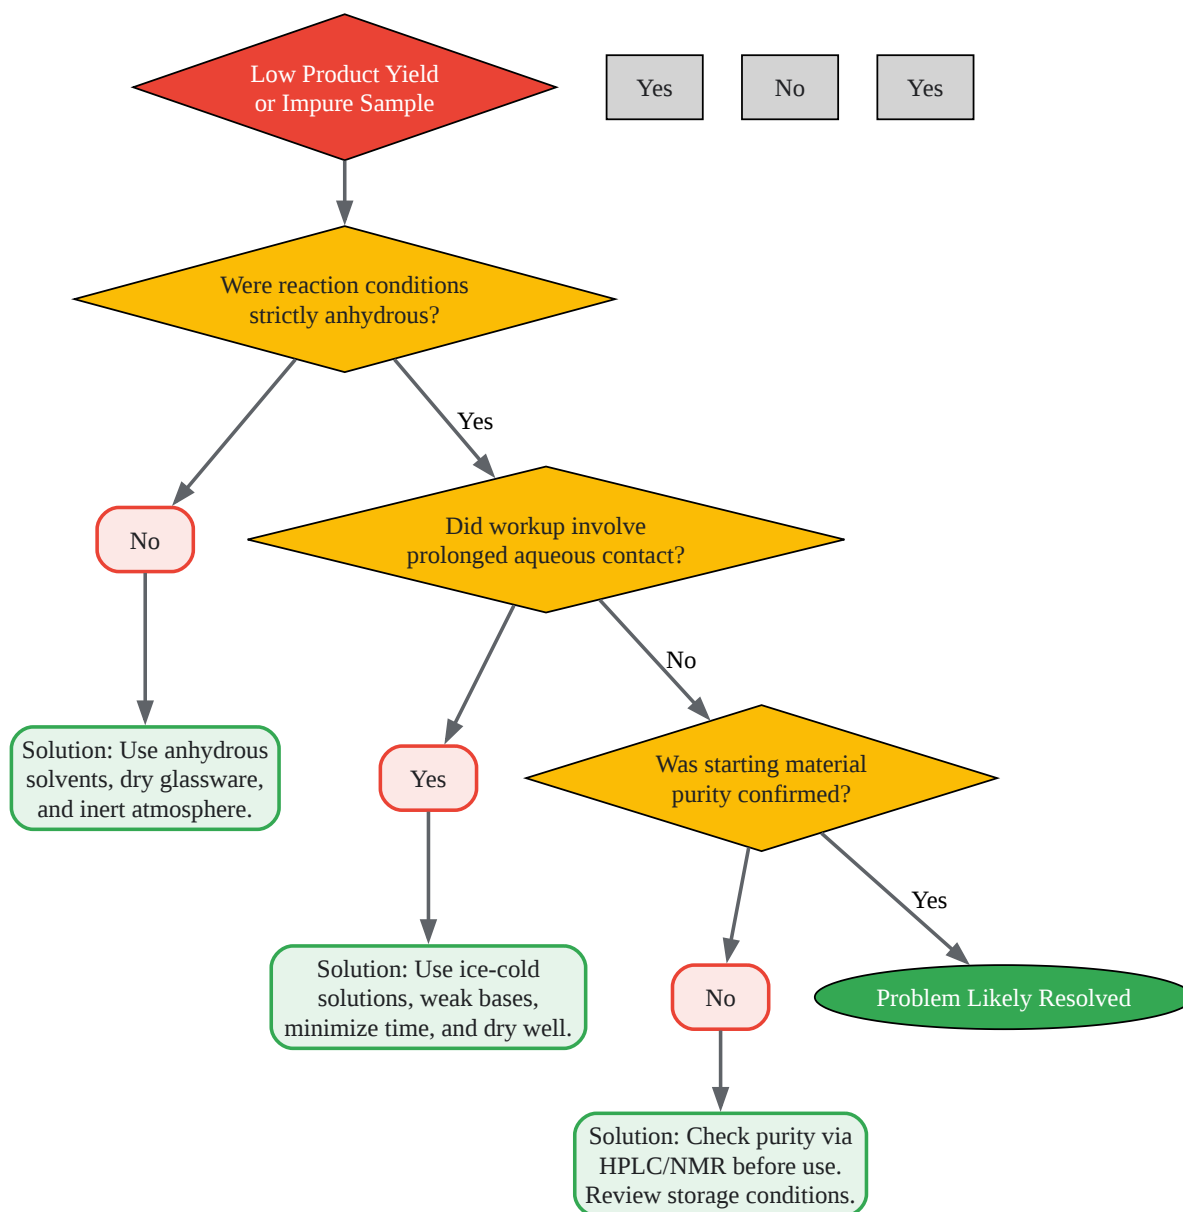 Low Product Yield
or Impure Sample
Yes
No
Yes
Were reaction conditions
strictly anhydrous?
Yes
No
Did workup involve
prolonged aqueous contact?
No
Solution: Use anhydrous
solvents, dry glassware,
and inert atmosphere.
Yes
Was starting material
purity confirmed?
Yes
Solution: Use ice-cold
solutions, weak bases,
minimize time, and dry well.
No
Problem Likely Resolved
Solution: Check purity via
HPLC/NMR before use.
Review storage conditions.